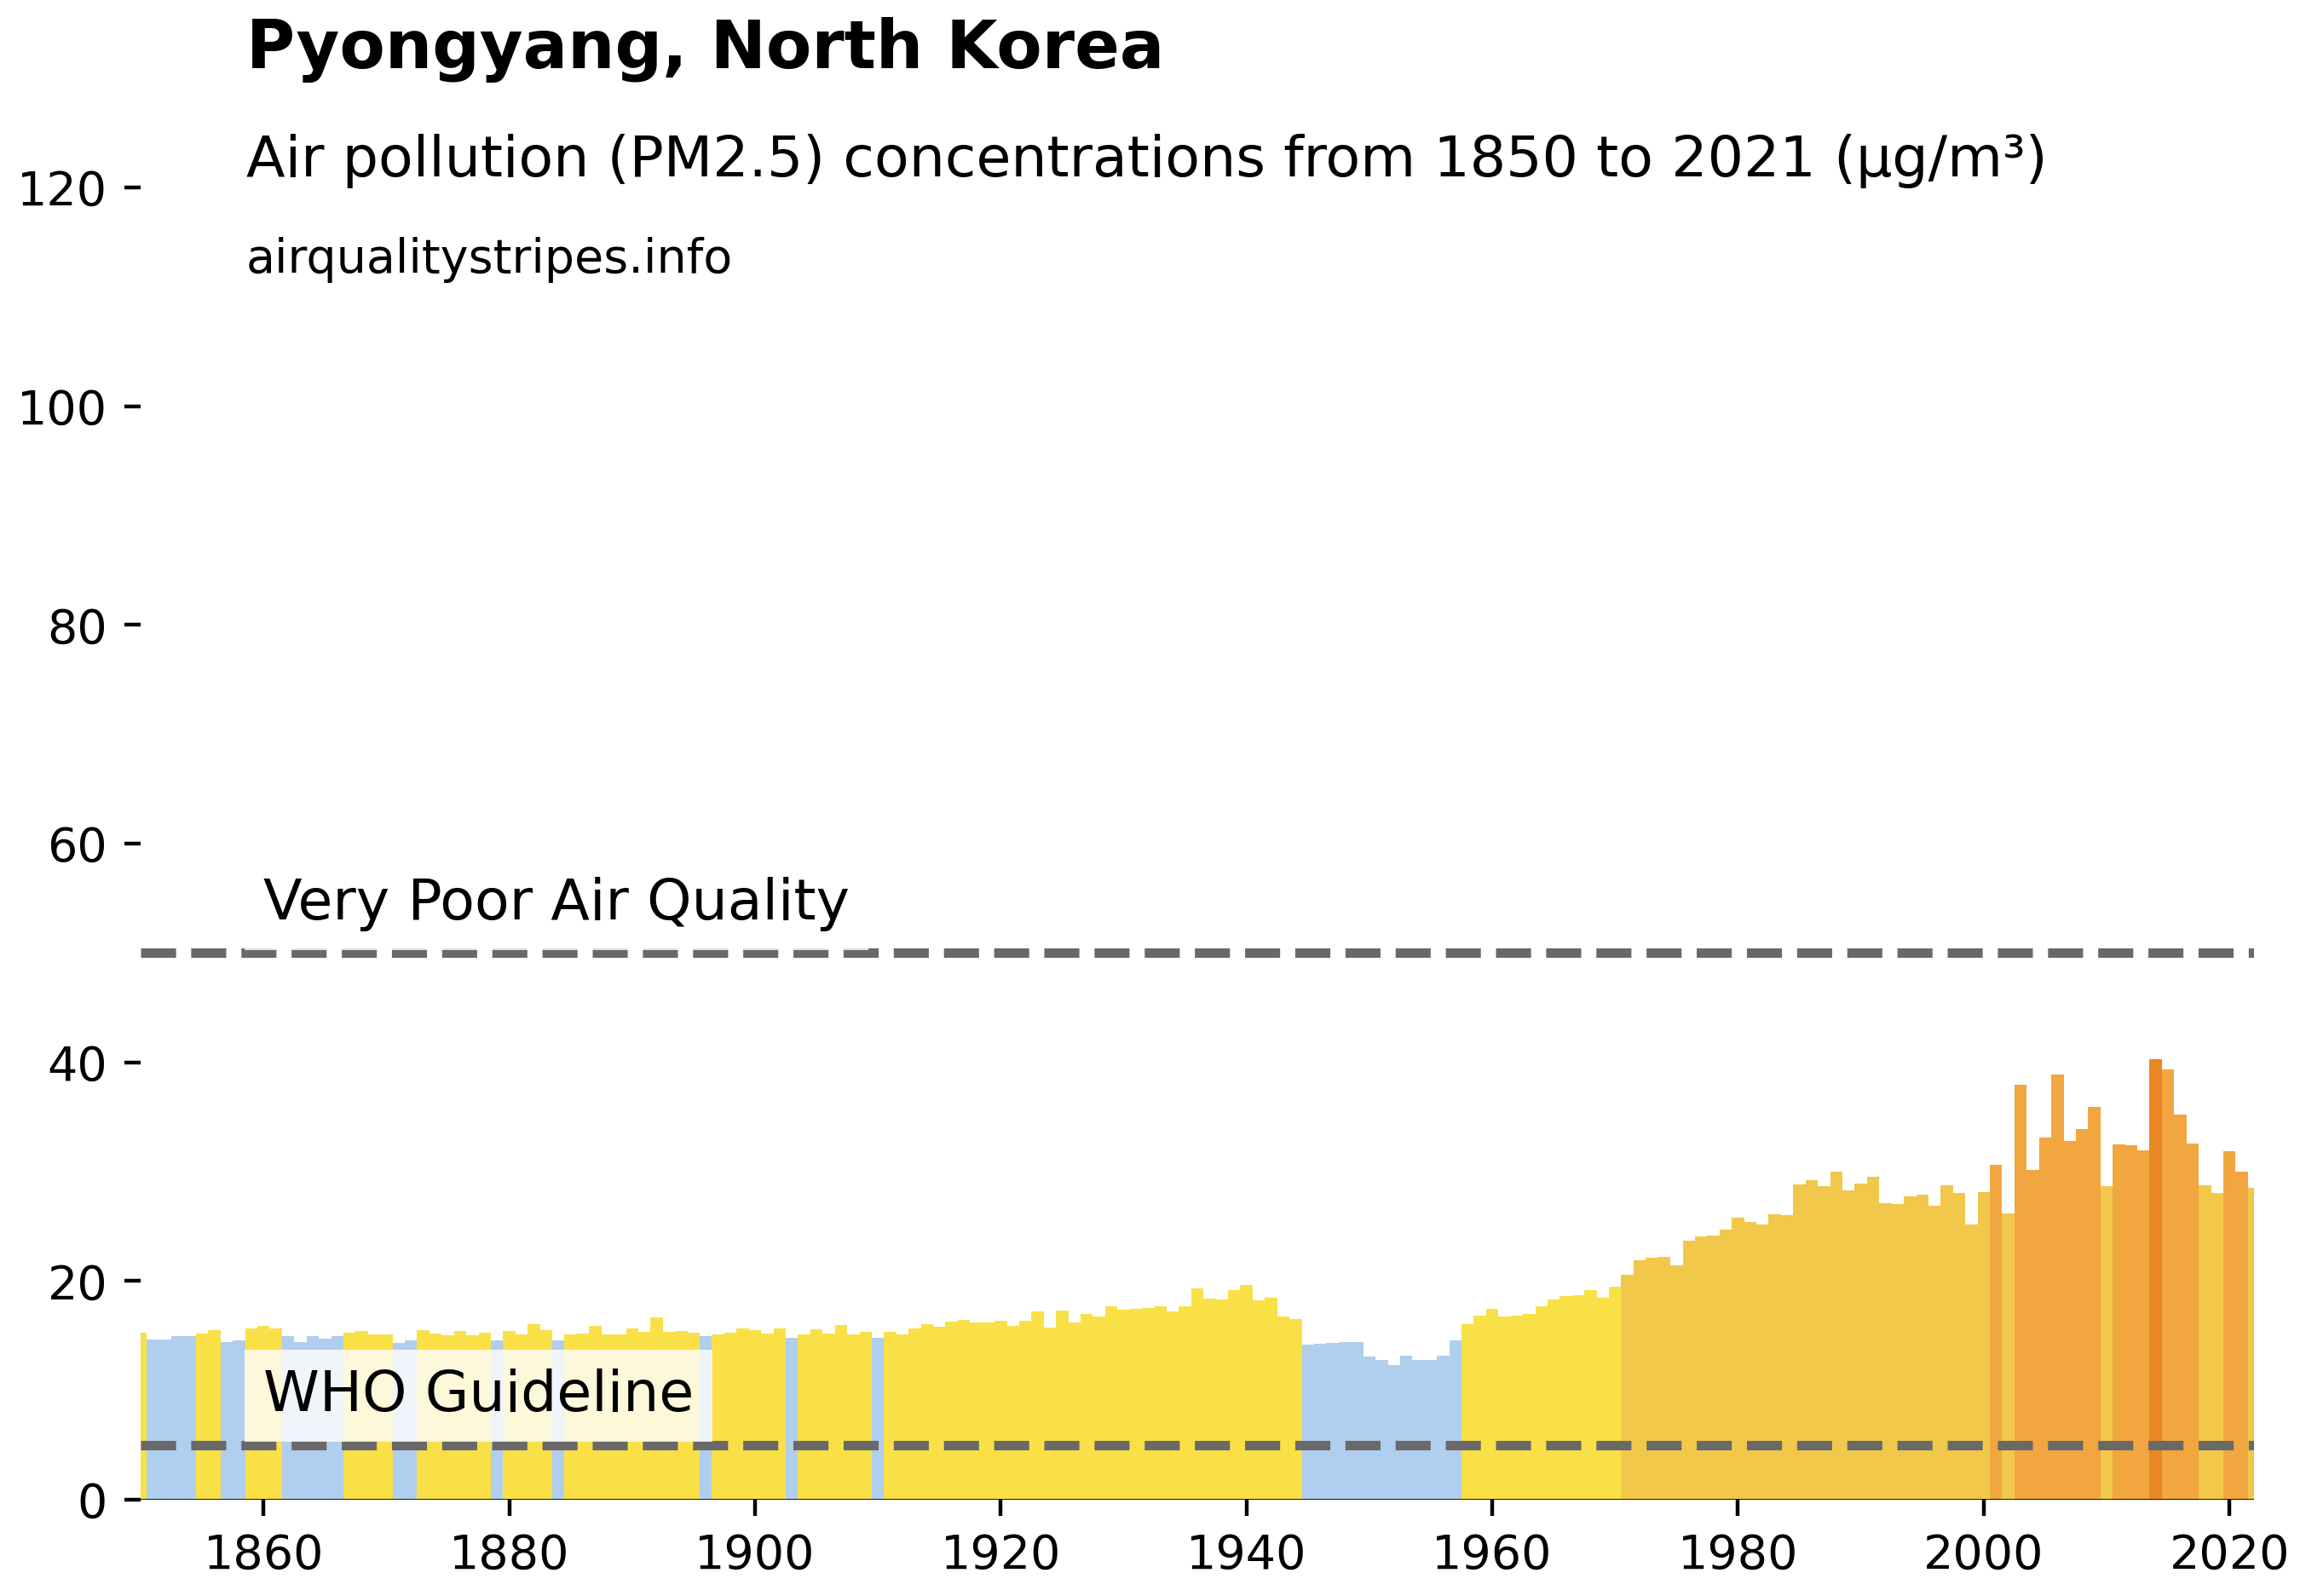 Pyongyang, North Korea
Air pollution (PM2.5) concentrations from 1850 to 2021 (µg/m³)
airqualitystripes.info
120
100
80
60
Very Poor Air Quality
40
20
WHO Guideline
0
1860 1880 1900 1920 1940 1960 1980 2000 2020